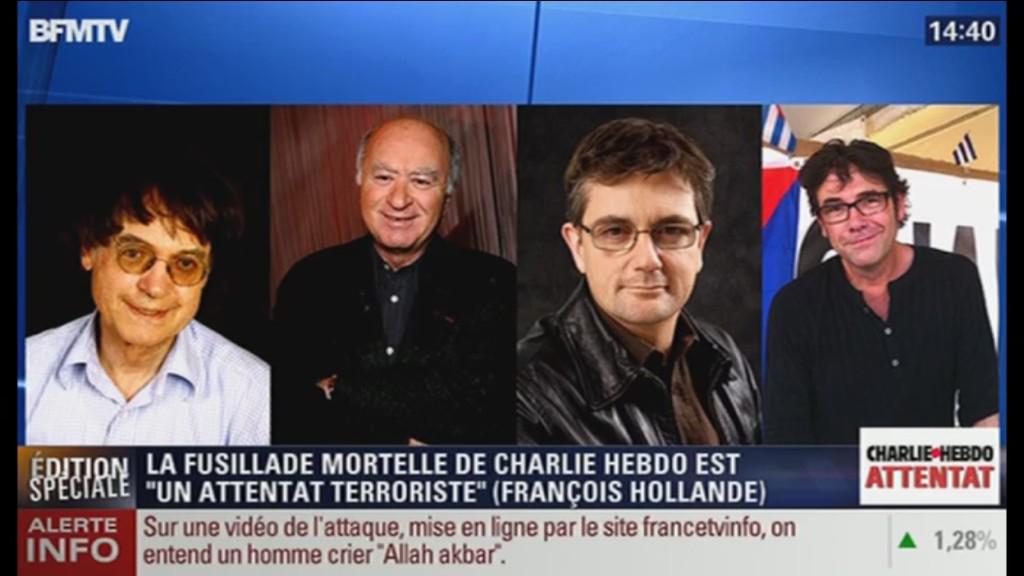 BFMTV
14:40
ÉDITION
SPÉCIALE
LA FUSILLADE MORTELLE DE CHARLIE HEBDO EST
"UN ATTENTAT TERRORISTE" (FRANÇOIS HOLLANDE)
CHARLIE HEBDO
ATTENTAT
ALERTE
INFO
Sur une vidéo de l'attaque, mise en ligne par le site francetvinfo, on
entend un homme crier "Allah akbar".
1,28%